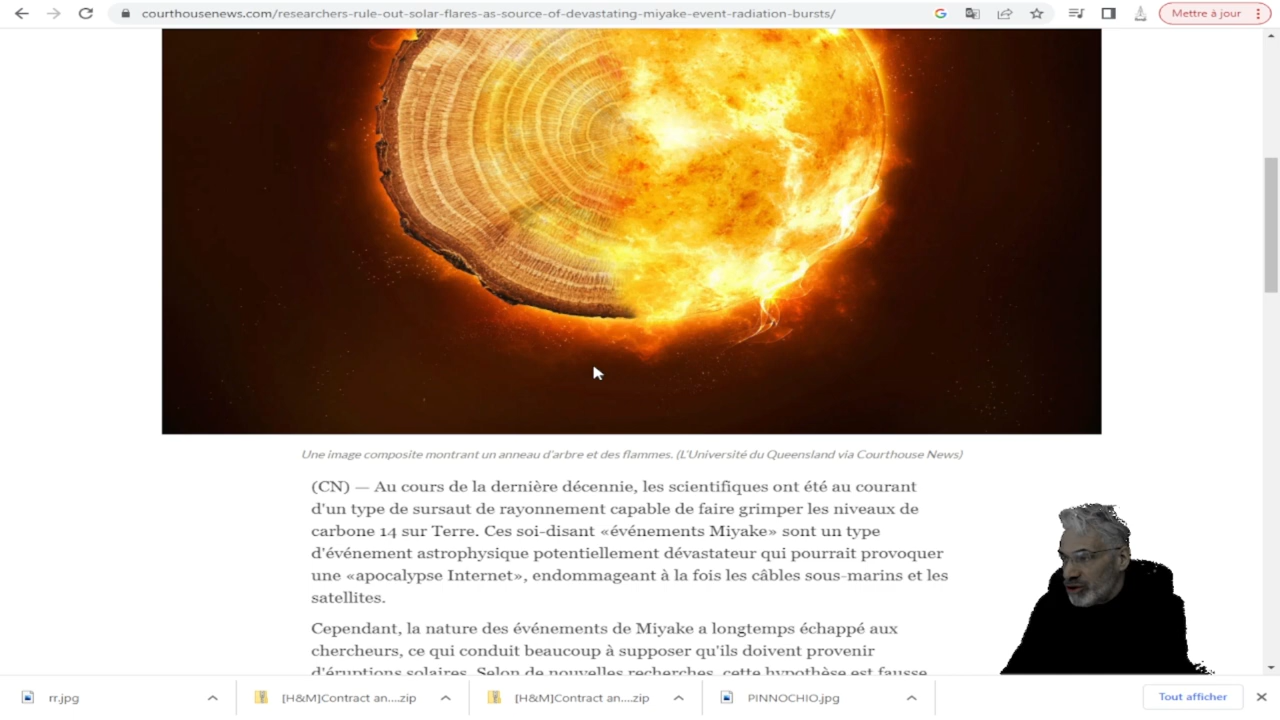 courthousenews.com/researchers-rule-out-solar-flares-as-source-of-devastating-miyake-event-radiation-bursts/
Mettre à jour
Une image composite montrant un anneau d'arbre et des flammes. (L'Université du Queensland via Courthouse News)
(CN) — Au cours de la dernière décennie, les scientifiques ont été au courant
d'un type de sursaut de rayonnement capable de faire grimper les niveaux de
carbone 14 sur Terre. Ces soi-disant «événements Miyake» sont un type
d'événement astrophysique potentiellement dévastateur qui pourrait provoquer
une «apocalypse Internet», endommageant à la fois les câbles sous-marins et les
satellites.
Cependant, la nature des événements de Miyake a longtemps échappé aux
chercheurs, ce qui conduit beaucoup à supposer qu'ils doivent provenir
d'éruptions solaires. Selon de nouvelles recherches, cette hypothèse est fausse
rr.jpg
[H&M]Contract an....zip
[H&M]Contract an....zip
PINNOCHIO.jpg
Tout afficher